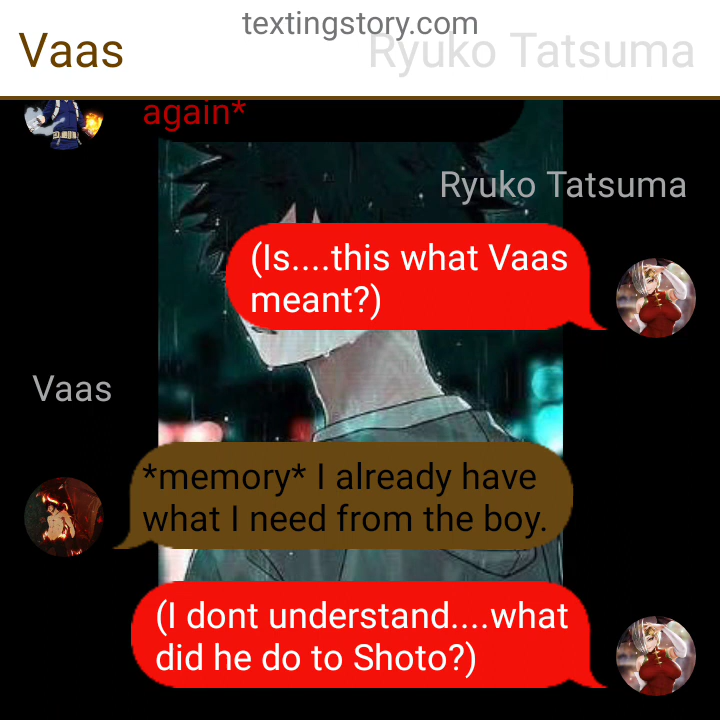 textingstory.com
Vaas
Ryuko Tatsuma
again*
Ryuko Tatsuma
(Is....this what Vaas
meant?)
Vaas
*memory* I already have
what I need from the boy.
(I dont understand....what
did he do to Shoto?)